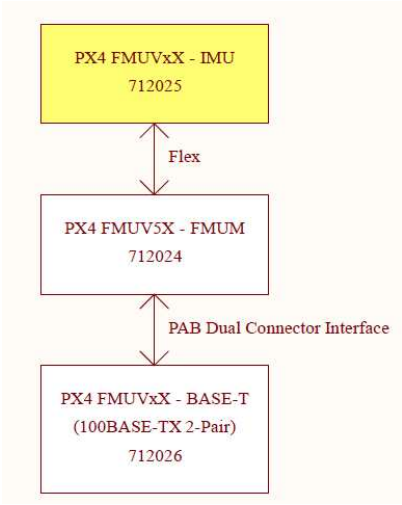 PX4 FMUVxX - IMU
712025
Flex
PX4 FMUV5X - FMUM
712024
PAB Dual Connector Interface
PX4 FMUVxX - BASE-T
(100BASE-TX 2-Pair)
712026